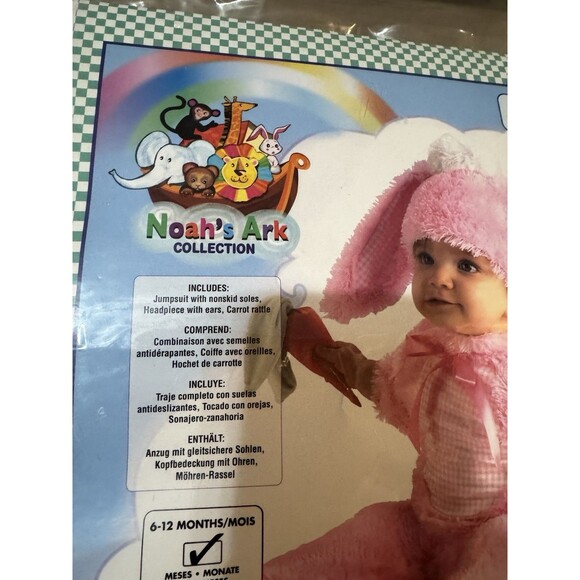 Noah's Ark
COLLECTION
INCLUDES:
Jumpsuit with nonskid soles,
Headpiece with ears, Carrot rattle
COMPREND:
Combinaison avec semelles
antidérapantes, Coiffe avec oreilles,
Hochet de carrotte
INCLUYE:
Traje completo con suelas
antideslizantes, Tocado con orejas,
Sonajero-zanahoria
ENTHÄLT:
Anzug mit gleitsichere Sohlen,
Kopfbedeckung mit Ohren,
Möhren-Rassel
6-12 MONTHS/MOIS
MESES • MONATE